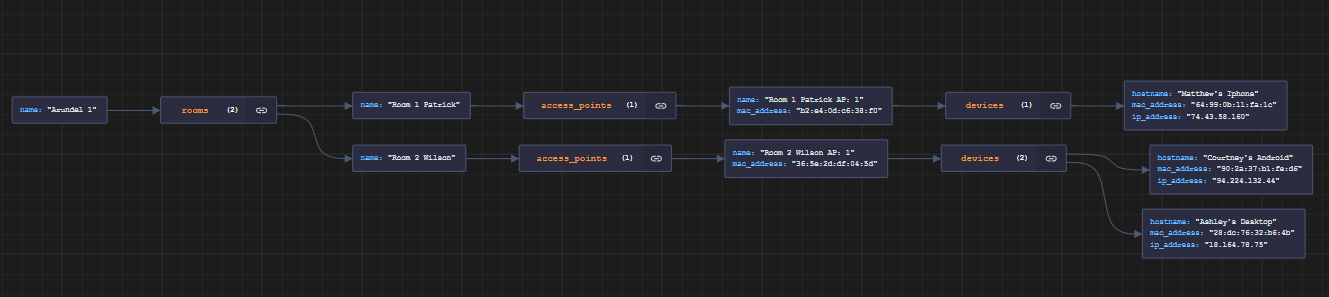 name: "Arundel 1"
rooms (2)
name: "Room 1 Patrick"
access_points (1)
name: "Room 1 Patrick AP: 1"
mac_address: "b2:e4:0d:c6:38:f0"
devices (1)
hostname: "Matthew's Iphone"
mac_address: "64:99:0b:11:fa:1c"
ip_address: "74.43.58.160"
name: "Room 2 Wilson"
access_points (1)
name: "Room 2 Wilson AP: 1"
mac_address: "36:5e:2d:df:04:5d"
devices (2)
hostname: "Courtney's Android"
mac_address: "90:2a:37:b1:fe:d6"
ip_address: "94.224.132.44"
hostname: "Ashley's Desktop"
mac_address: "28:dc:76:32:b6:4b"
ip_address: "18.164.78.75"